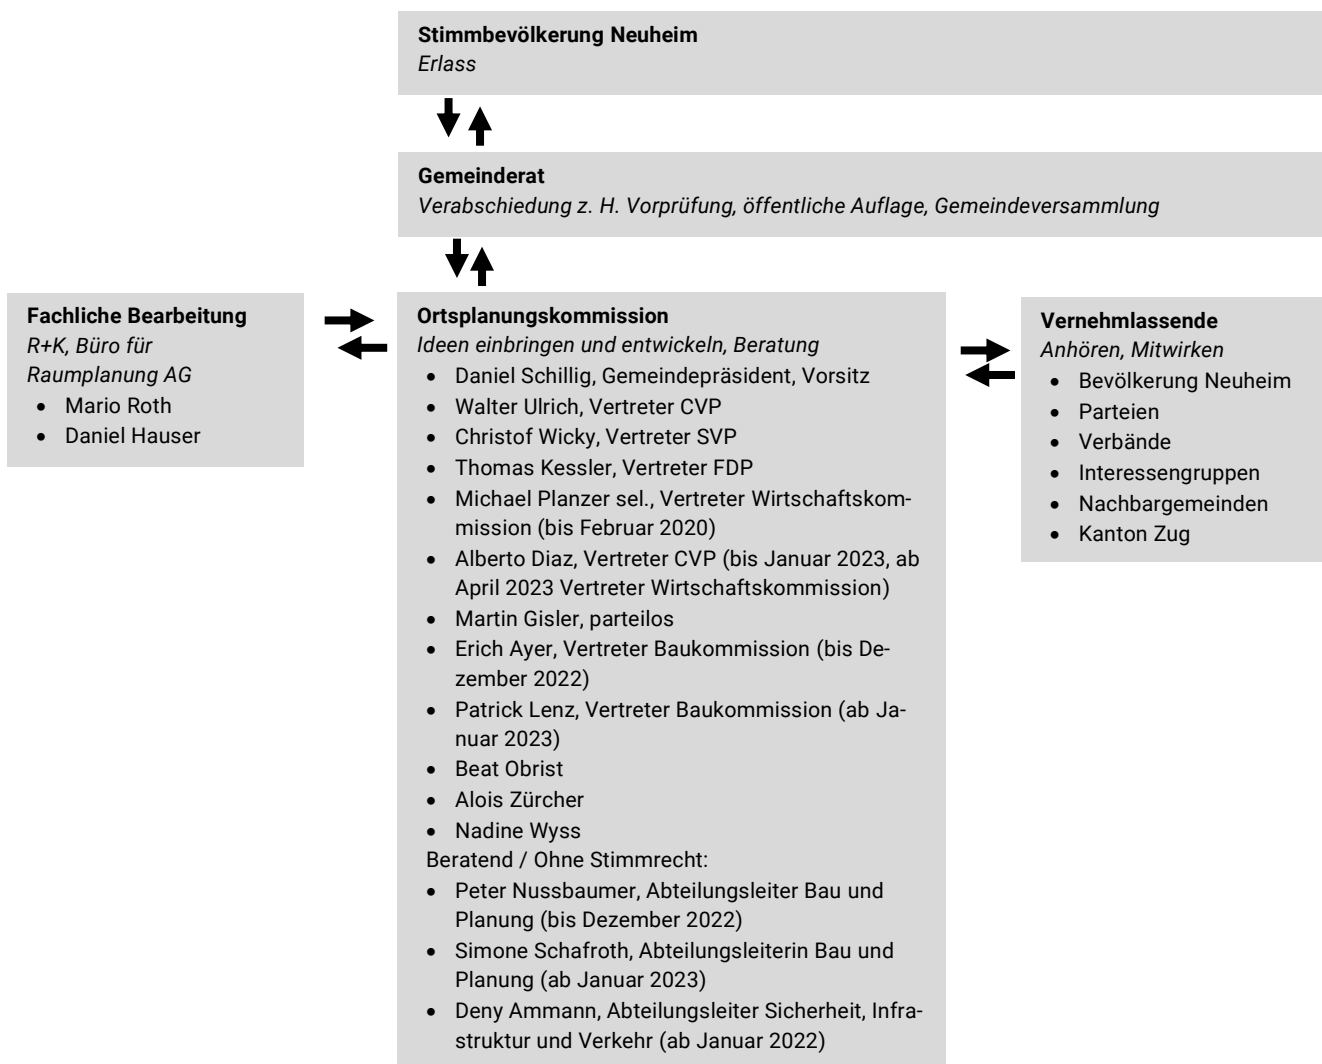 Stimmbevölkerung Neuheim
Erlass
Gemeinderat
Verabschiedung z. H. Vorprüfung, öffentliche Auflage, Gemeindeversammlung
Fachliche Bearbeitung
R+K, Büro für
Raumplanung AG
• Mario Roth
• Daniel Hauser
Ortsplanungskommission
Ideen einbringen und entwickeln, Beratung
• Daniel Schillig, Gemeindepräsident, Vorsitz
• Walter Ulrich, Vertreter CVP
• Christof Wicky, Vertreter SVP
• Thomas Kessler, Vertreter FDP
• Michael Planzer sel., Vertreter Wirtschaftskom-
mission (bis Februar 2020)
• Alberto Diaz, Vertreter CVP (bis Januar 2023, ab
April 2023 Vertreter Wirtschaftskommission)
• Martin Gisler, parteilos
• Erich Ayer, Vertreter Baukommission (bis De-
zember 2022)
• Patrick Lenz, Vertreter Baukommission (ab Ja-
nuar 2023)
• Beat Obrist
• Alois Zürcher
• Nadine Wyss
Beratend / Ohne Stimmrecht:
• Peter Nussbaumer, Abteilungsleiter Bau und
Planung (bis Dezember 2022)
• Simone Schafroth, Abteilungsleiterin Bau und
Planung (ab Januar 2023)
• Deny Ammann, Abteilungsleiter Sicherheit, Infra-
struktur und Verkehr (ab Januar 2022)
Vernehmlassende
Anhören, Mitwirken
• Bevölkerung Neuheim
• Parteien
• Verbände
• Interessengruppen
• Nachbargemeinden
• Kanton Zug